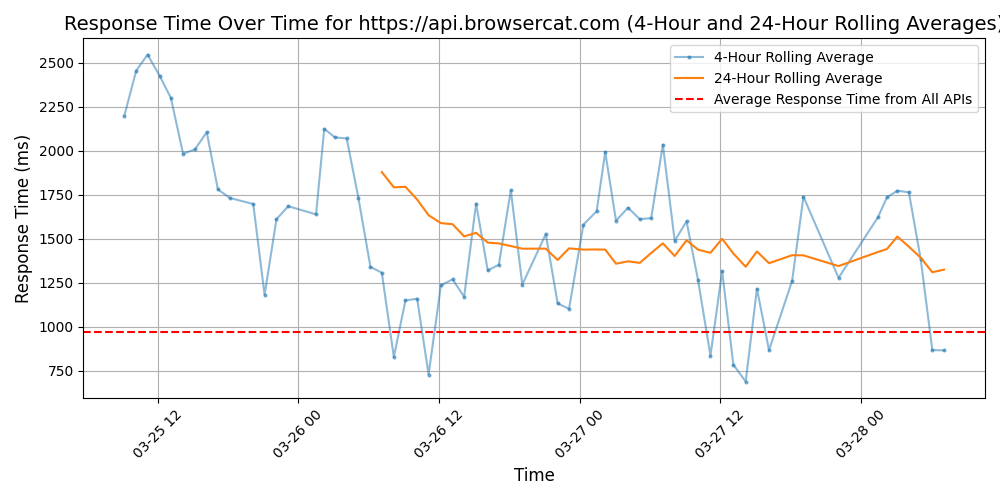 Response Time Over Time for https://api.browsercat.com (4-Hour and 24-Hour Rolling Averages)
4-Hour Rolling Average
24-Hour Rolling Average
Average Response Time from All APIs
Response Time (ms)
2500
2250
2000
1750
1500
1250
1000
750
03-25 12
03-26 00
03-26 12
03-27 00
03-27 12
03-28 00
Time